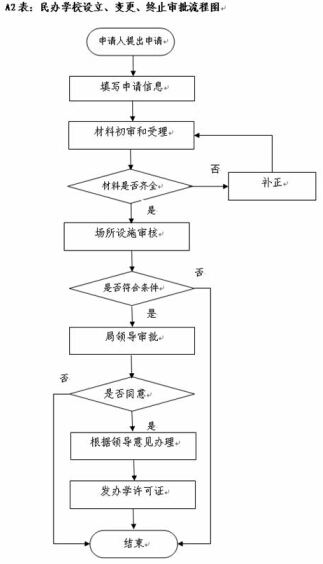 A2表：民办学校设立、变更、终止审批流程图
申请人提出申请
填写申请信息
材料初审和受理
材料是否齐全
否
补正
是
场所设施审核
是否符合条件
否
是
局领导审批
否
是否同意
是
根据领导意见办理
发办学许可证
结束